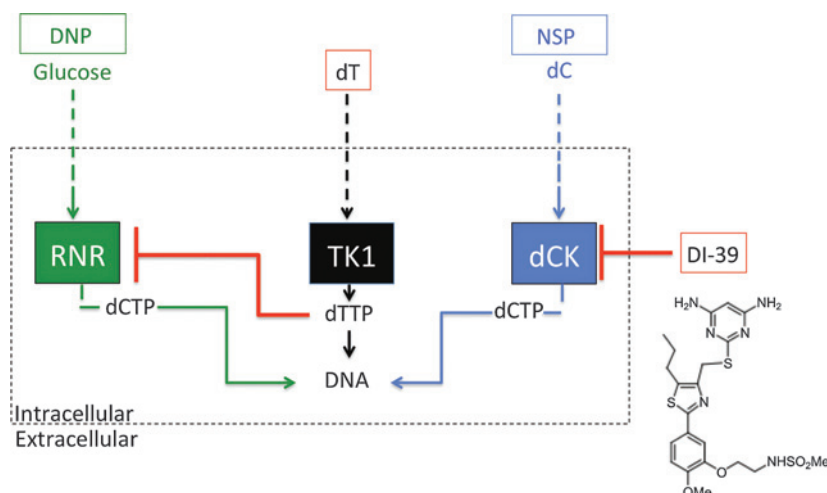 DNP
NSP
Glucose
dT
dC
RNR
TK1
dCK
DI-39
dCTP
dTTP
dCTP
DNA
Intracellular
Extracellular
H₂N
NH₂
N
N
S
S
N
O
NHSO₂Me
OMe